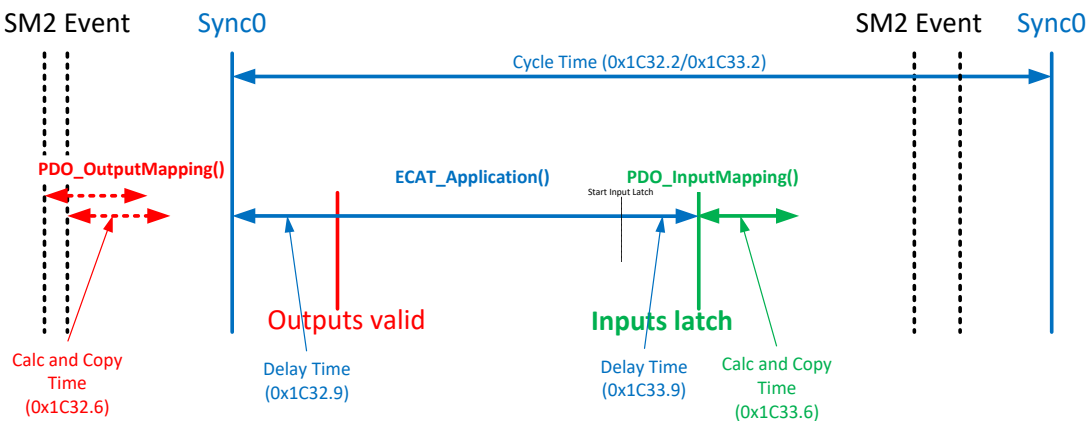 SM2 Event
Sync0
SM2 Event
Sync0
Cycle Time (0x1C32.2/0x1C33.2)
PDO_OutputMapping()
ECAT_Application()
PDO_InputMapping()
Start Input Latch
Outputs valid
Inputs latch
Calc and Copy
Time
(0x1C32.6)
Delay Time
(0x1C32.9)
Delay Time
(0x1C33.9)
Calc and Copy
Time
(0x1C33.6)